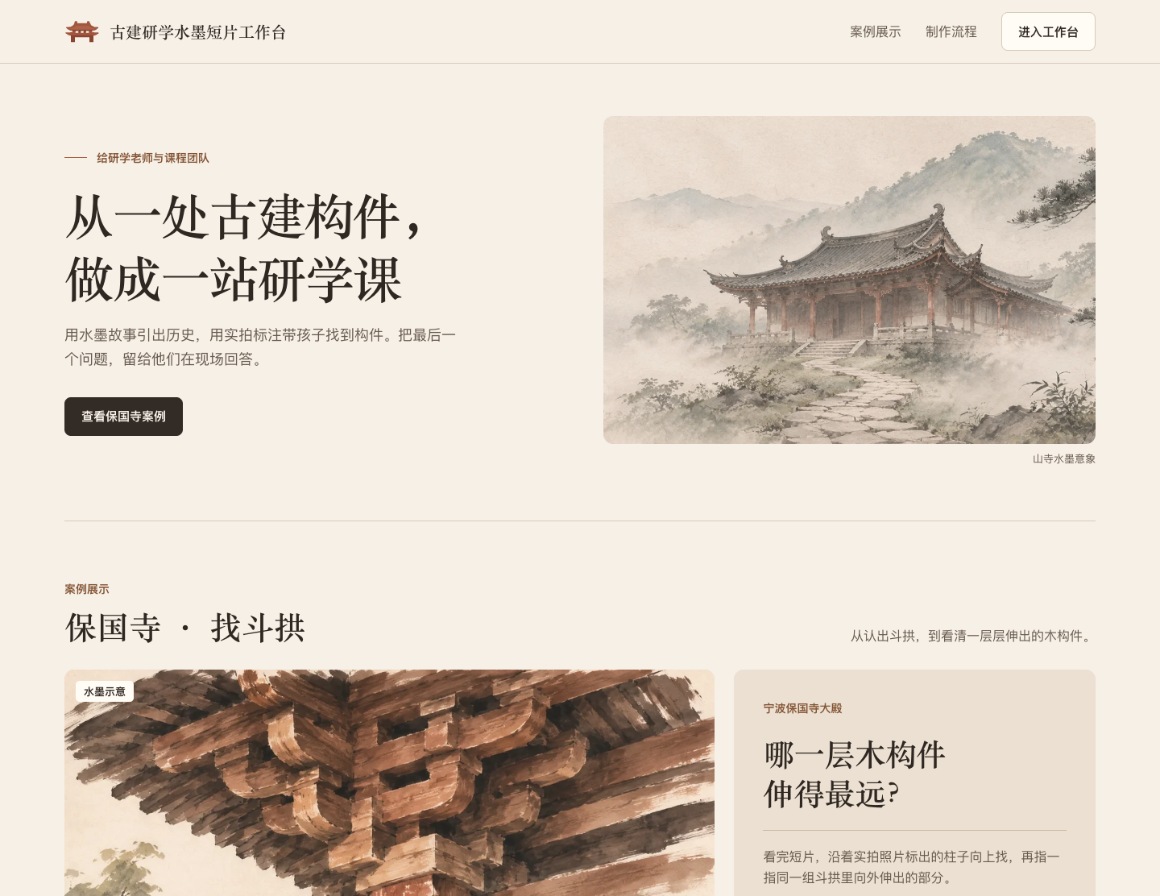 古建研学水墨短片工作台
案例展示
制作流程
进入工作台
给研学老师与课程团队
从一处古建构件，
做成一站研学课
用水墨故事引出历史，用实拍标注带孩子找到构件。把最后一
个问题，留给他们在现场回答。
查看保国寺案例
山寺水墨意象
案例展示
保国寺 · 找斗拱
从认出斗拱，到看清一层层伸出的木构件。
水墨示意
宁波保国寺大殿
哪一层木构件
伸得最远？
看完短片，沿着实拍照片标出的柱子向上找，再指一
指同一组斗拱里向外伸出的部分。